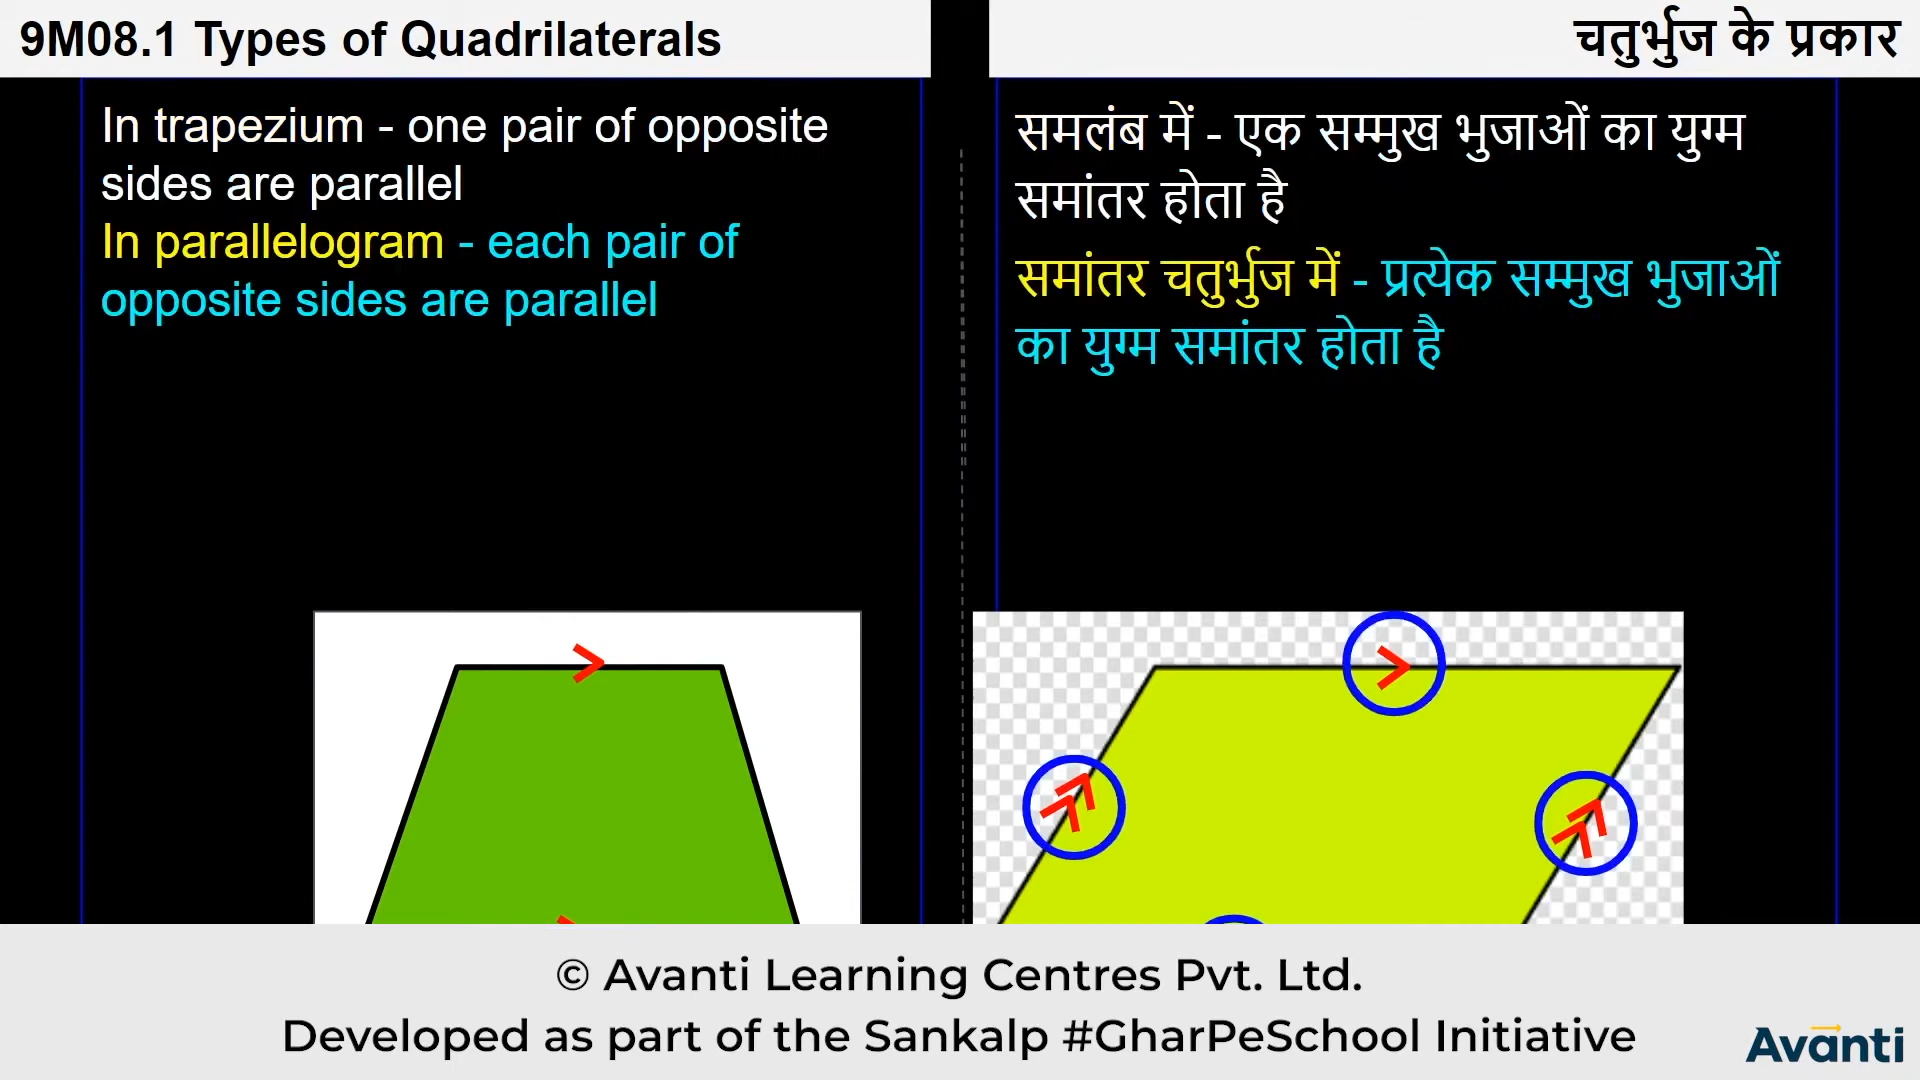 9M08.1 Types of Quadrilaterals
चतुर्भुज के प्रकार
In trapezium - one pair of opposite
sides are parallel
In parallelogram - each pair of
opposite sides are parallel
समलंब में - एक सम्मुख भुजाओं का युग्म
समांतर होता है
समांतर चतुर्भुज में - प्रत्येक सम्मुख भुजाओं
का युग्म समांतर होता है
© Avanti Learning Centres Pvt. Ltd.
Developed as part of the Sankalp #GharPeSchool Initiative
Avanti